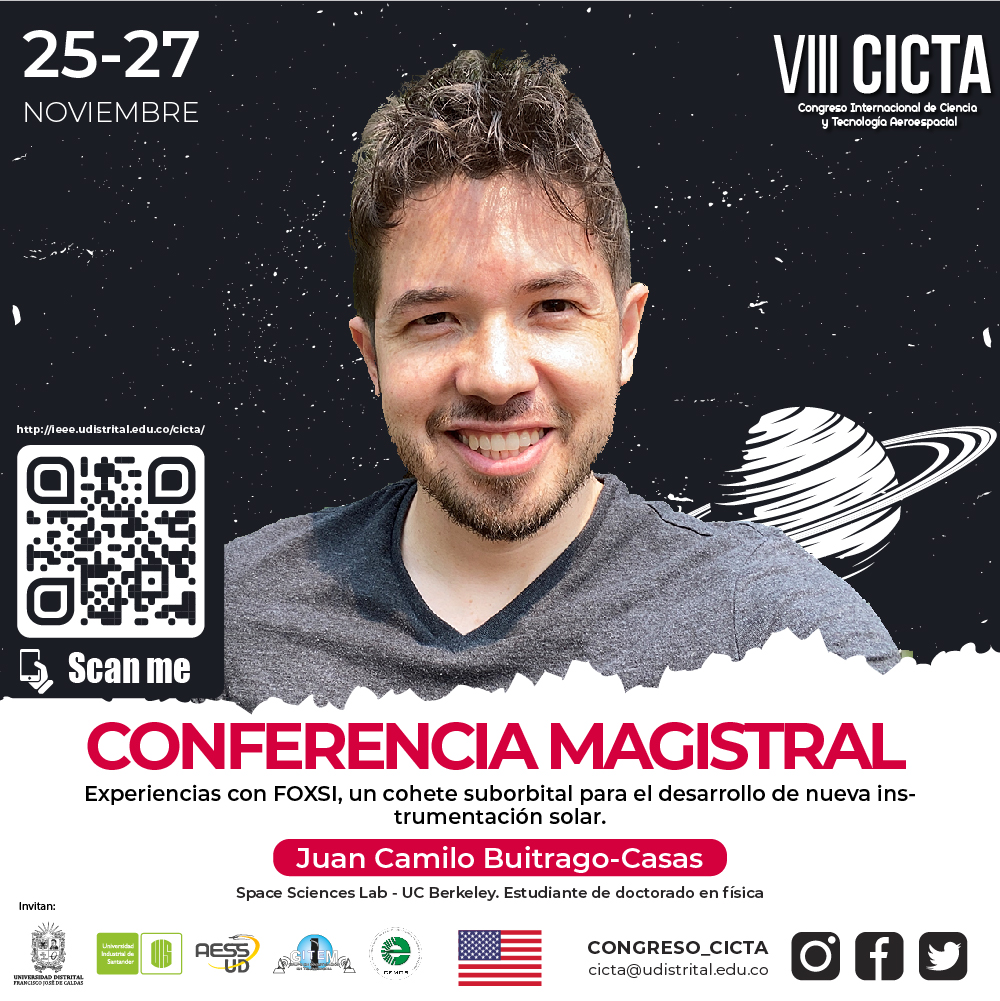 25-27
NOVIEMBRE
VIII CICTA
Congreso Internacional de Ciencia
y Tecnología Aeroespacial
http://ieee.udistrital.edu.co/cicta/
Scan me
CONFERENCIA MAGISTRAL
Experiencias con FOXSI, un cohete suborbital para el desarrollo de nueva ins-
trumentación solar.
Juan Camilo Buitrago-Casas
Space Sciences Lab - UC Berkeley. Estudiante de doctorado en física
Invitan:
UNIVERSIDAD DISTRITAL
FRANCISCO JOSÉ DE CALDAS
Universidad
Industrial de
Santander
UIS
AESS
UD
GITEM
CEMOS
CONGRESO_CICTA
cicta@udistrital.edu.co